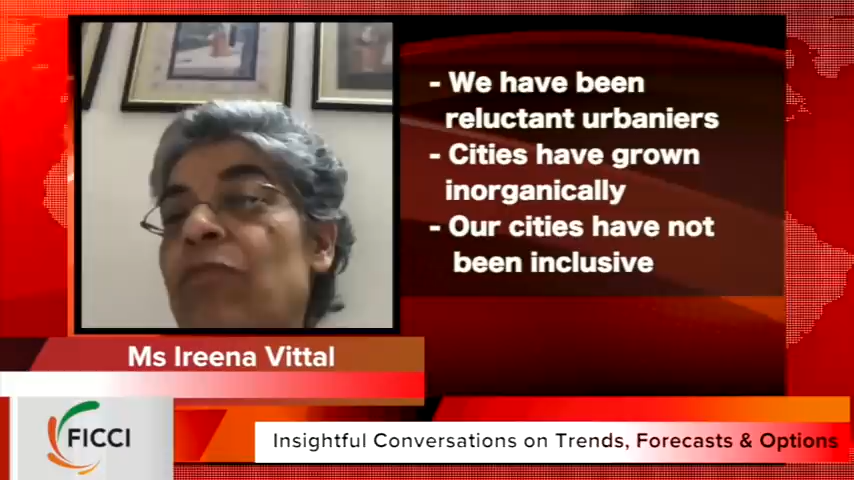 - We have been
reluctant urbaniers
- Cities have grown
inorganically
- Our cities have not
been inclusive
Ms Ireena Vittal
FICCI
Insightful Conversations on Trends, Forecasts & Options